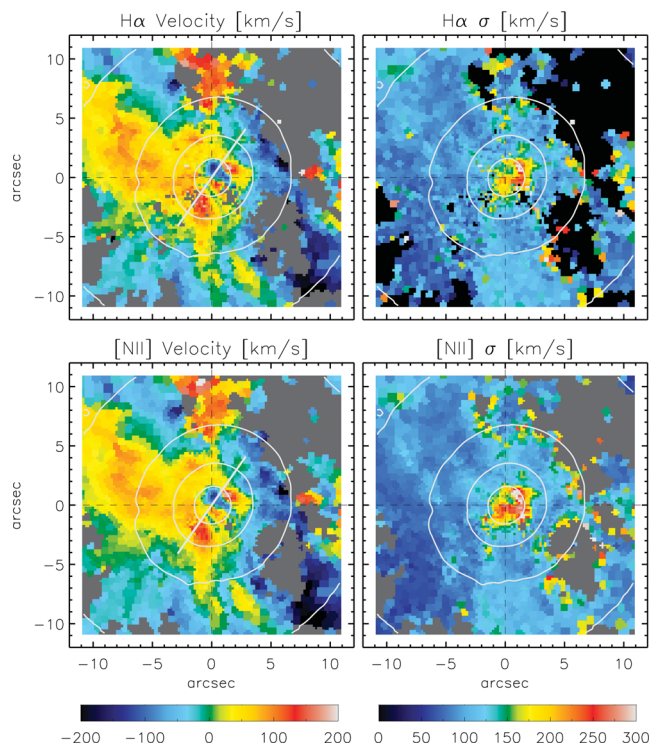 Hα Velocity [km/s]
Hα σ [km/s]
10
5
0
−5
−10
arcsec
[NII] Velocity [km/s]
[NII] σ [km/s]
10
5
0
−5
−10
arcsec
−10 −5 0 5 10
−10 −5 0 5 10
arcsec
arcsec
−200 −100 0 100 200
0 50 100 150 200 250 300